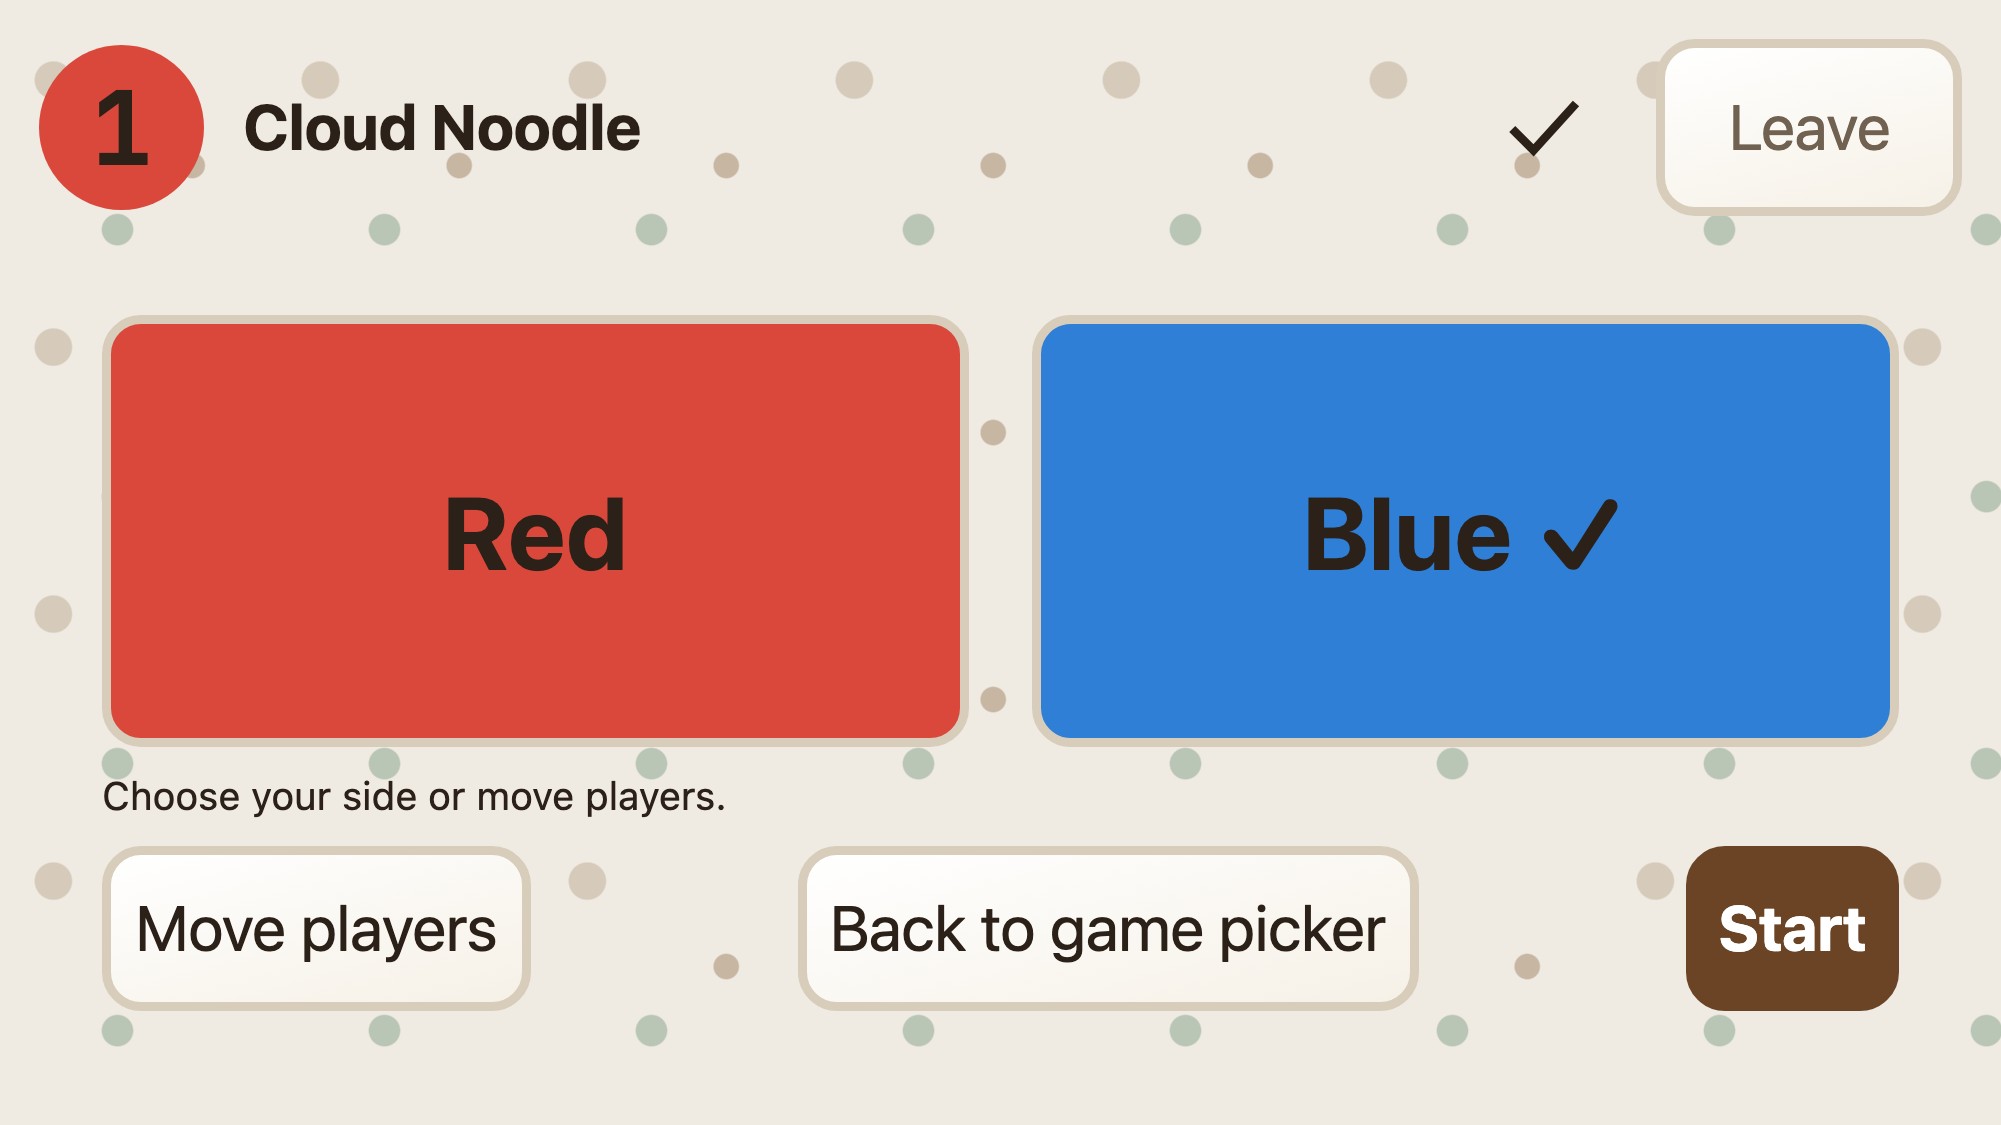 1
Cloud Noodle
✓
Leave
Red
Blue ✓
Choose your side or move players.
Move players
Back to game picker
Start